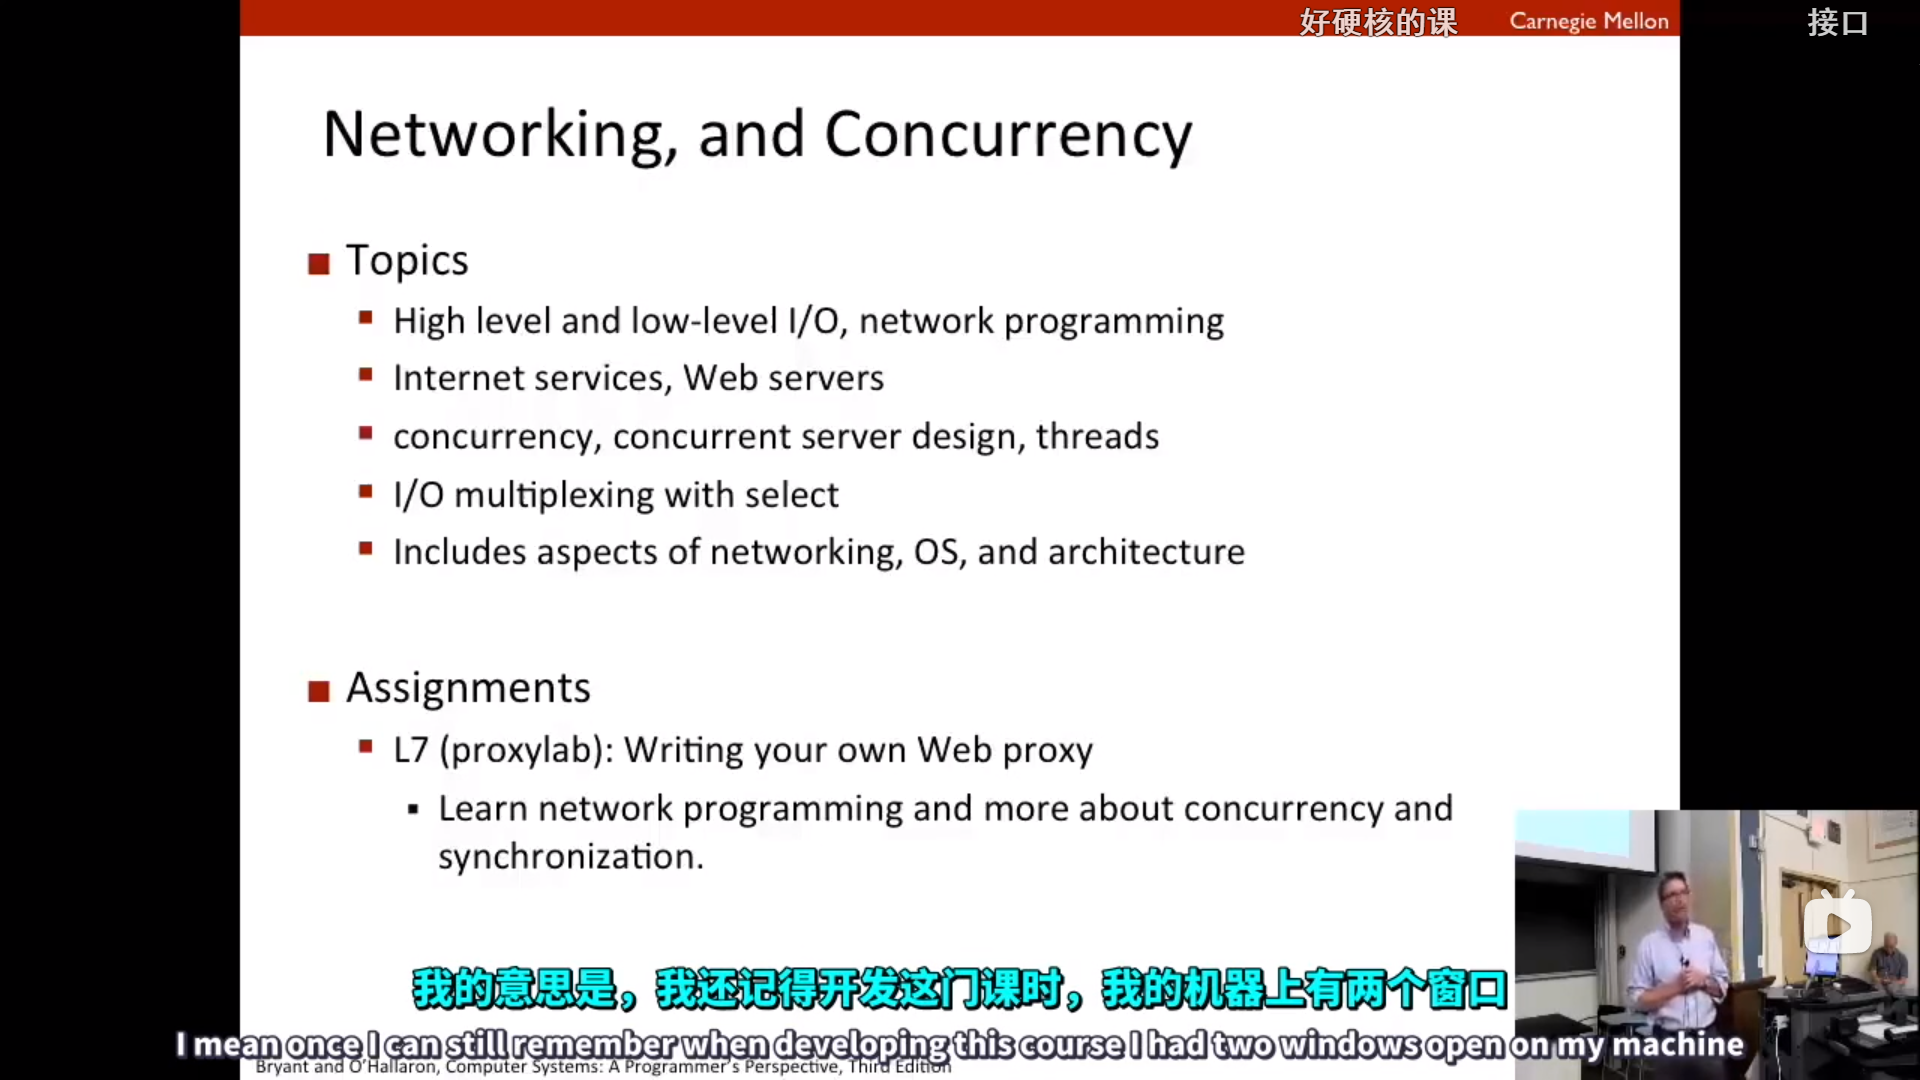 好硬核的课
Carnegie Mellon
接口
Networking, and Concurrency
Topics
High level and low-level I/O, network programming
Internet services, Web servers
concurrency, concurrent server design, threads
I/O multiplexing with select
Includes aspects of networking, OS, and architecture
Assignments
L7 (proxylab): Writing your own Web proxy
Learn network programming and more about concurrency and
synchronization.
我的意思是，我还记得开发这门课时，我的机器上有两个窗口
I mean once I can still remember when developing this course I had two windows open on my machine
Bryant and O'Hallaron, Computer Systems: A Programmer's Perspective, Third Edition